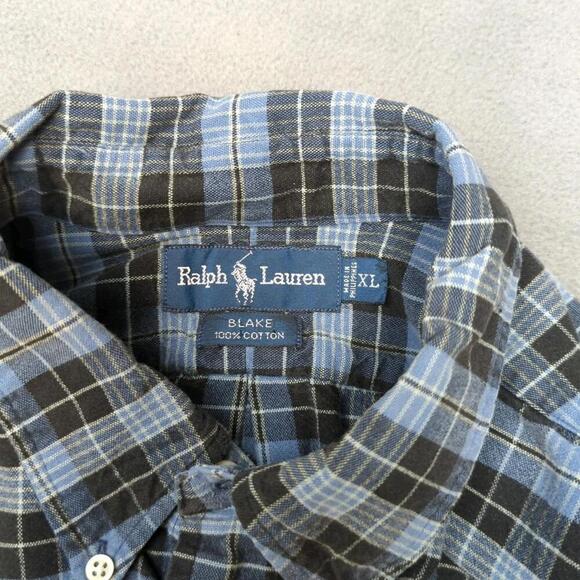 Ralph Lauren
MADE IN
PHILIPPINES
XL
BLAKE
100% COTTON